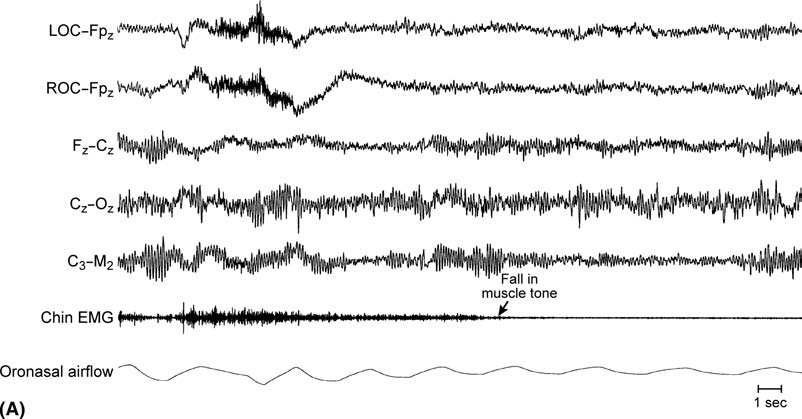 LOC–Fpz
ROC–Fpz
Fz–Cz
Cz–Oz
C3–M2
Fall in
muscle tone
Chin EMG
Oronasal airflow
1 sec
(A)